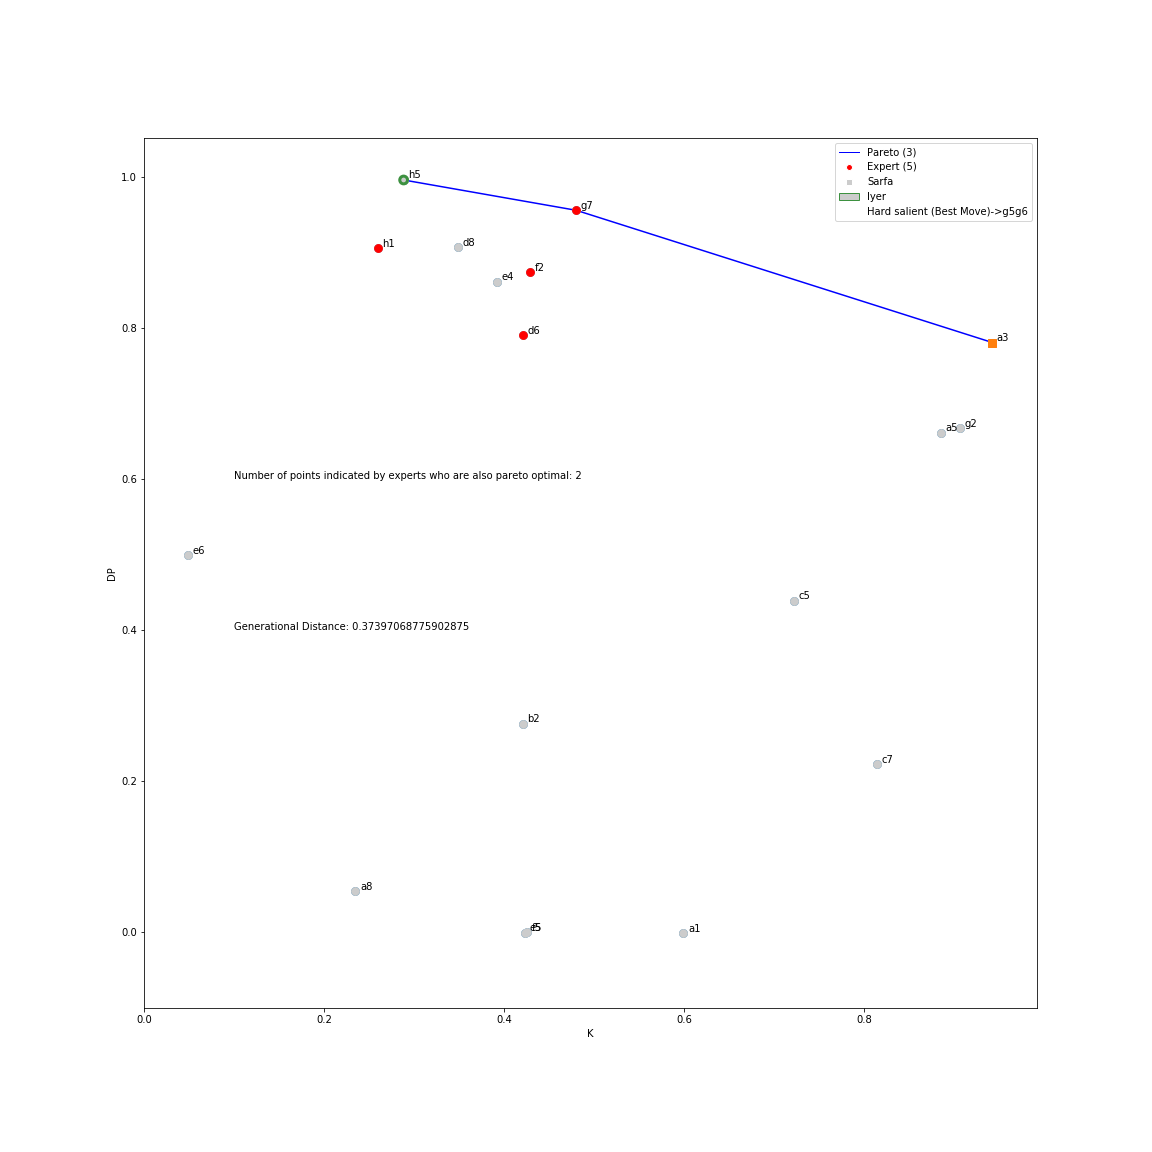 Pareto (3)
Expert (5)
Sarfa
Iyer
Hard salient (Best Move)->g5g6
1.0
h5
g7
h1
d8
e4
f2
0.8
d6
a3
a5
g2
0.6
Number of points indicated by experts who are also pareto optimal: 2
e6
DP
c5
0.4
Generational Distance: 0.37397068775902875
b2
0.2
c7
a8
0.0
a1
0.0
0.2
0.4
0.6
0.8
K